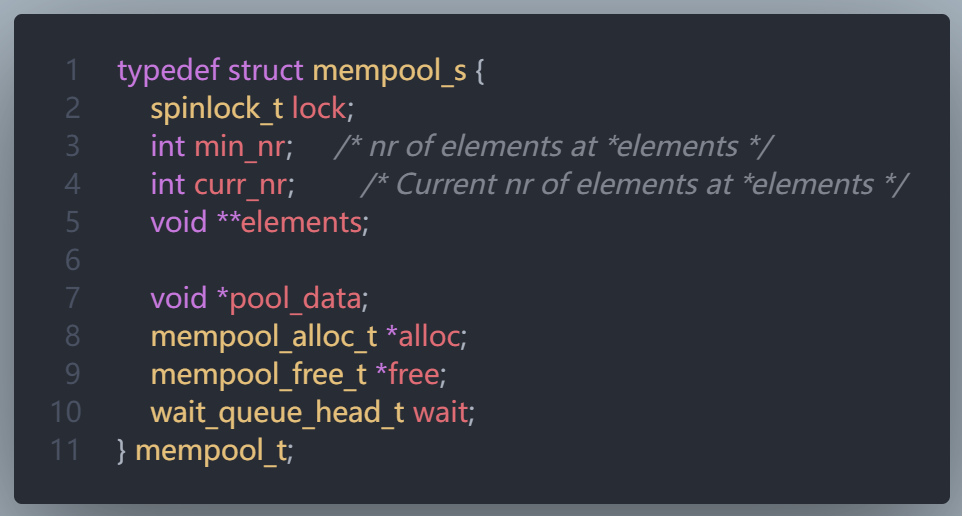 1 typedef struct mempool_s {
2 spinlock_t lock;
3 int min_nr; /* nr of elements at *elements */
4 int curr_nr; /* Current nr of elements at *elements */
5 void **elements;
6
7 void *pool_data;
8 mempool_alloc_t *alloc;
9 mempool_free_t *free;
10 wait_queue_head_t wait;
11 } mempool_t;